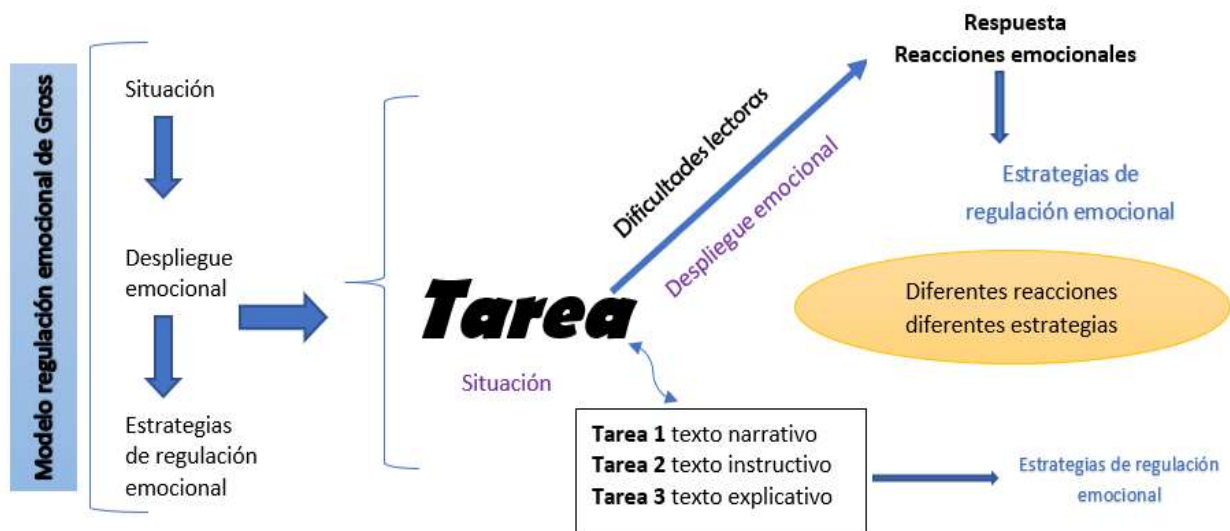 Modelo regulación emocional de Gross
Situación
Despliegue
emocional
Estrategias
de regulación
emocional
Tarea
Situación
Dificultades lectoras
Despliegue emocional
Respuesta
Reacciones emocionales
Estrategias de
regulación emocional
Diferentes reacciones
diferentes estrategias
Tarea 1 texto narrativo
Tarea 2 texto instructivo
Tarea 3 texto explicativo
Estrategias de regulación
emocional